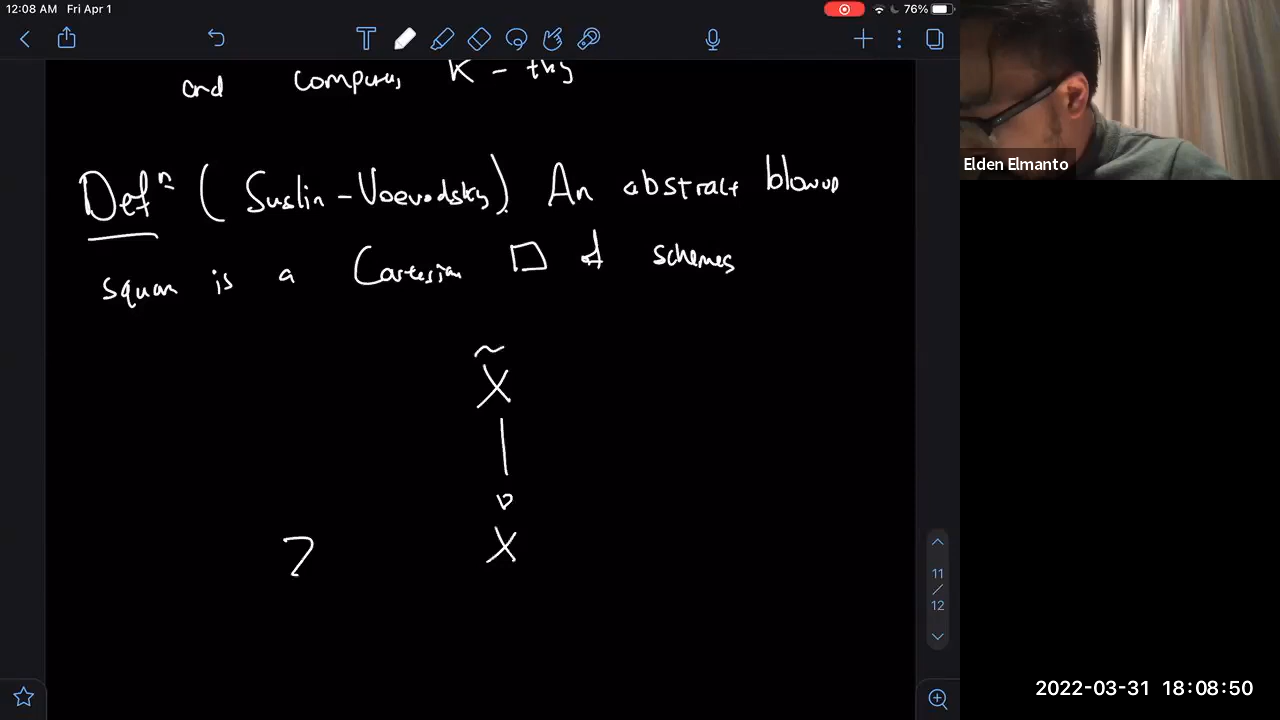 12:08 AM Fri Apr 1
76%
and computes K - thy
Defⁿ (Suslin-Voevodsky). An abstract blowup
square is a Cartesian □ of schemes
X̃
Z X
11
/
12
Elden Elmanto
2022-03-31 18:08:50